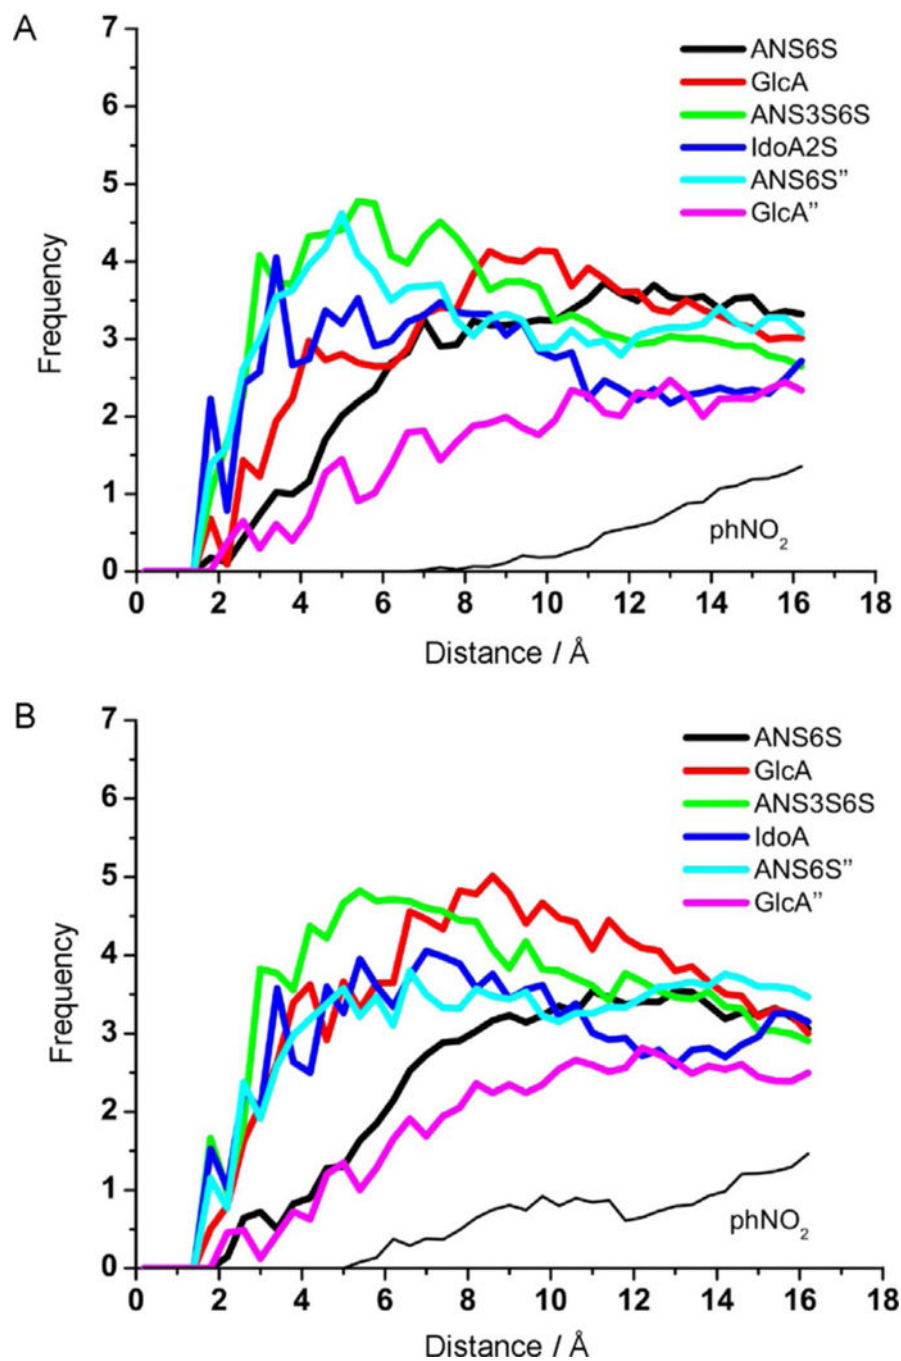 A
7
6
5
4
3
2
1
0
Frequency
ANS6S
GlcA
ANS3S6S
IdoA2S
ANS6S”
GlcA”
phNO2
0 2 4 6 8 10 12 14 16 18
Distance / Å
B
7
6
5
4
3
2
1
0
Frequency
ANS6S
GlcA
ANS3S6S
IdoA
ANS6S”
GlcA”
phNO2
0 2 4 6 8 10 12 14 16 18
Distance / Å